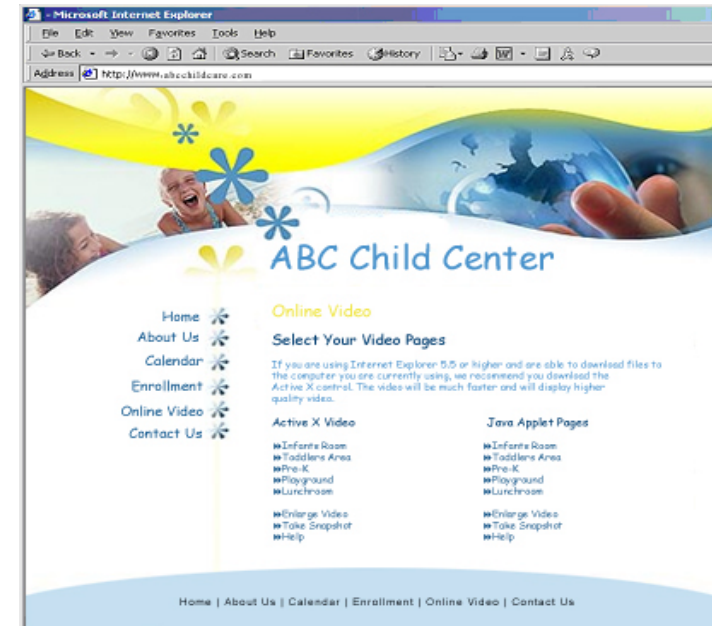 - Microsoft Internet Explorer
File Edit View Favorites Tools Help
Back Search Favorites History
Address http://www.abcchildcare.com
ABC Child Center
Home
About Us
Calendar
Enrollment
Online Video
Contact Us
Online Video
Select Your Video Pages
If you are using Internet Explorer 5.5 or higher and are able to download files to
the computer you are currently using, we recommend you download the
Active X control. The video will be much faster and will display higher
quality video.
Active X Video
»Infants Room
»Toddlers Area
»Pre-K
»Playground
»Lunchroom
»Enlarge Video
»Take Snapshot
»Help
Java Applet Pages
»Infants Room
»Toddlers Area
»Pre-K
»Playground
»Lunchroom
»Enlarge Video
»Take Snapshot
»Help
Home | About Us | Calendar | Enrollment | Online Video | Contact Us